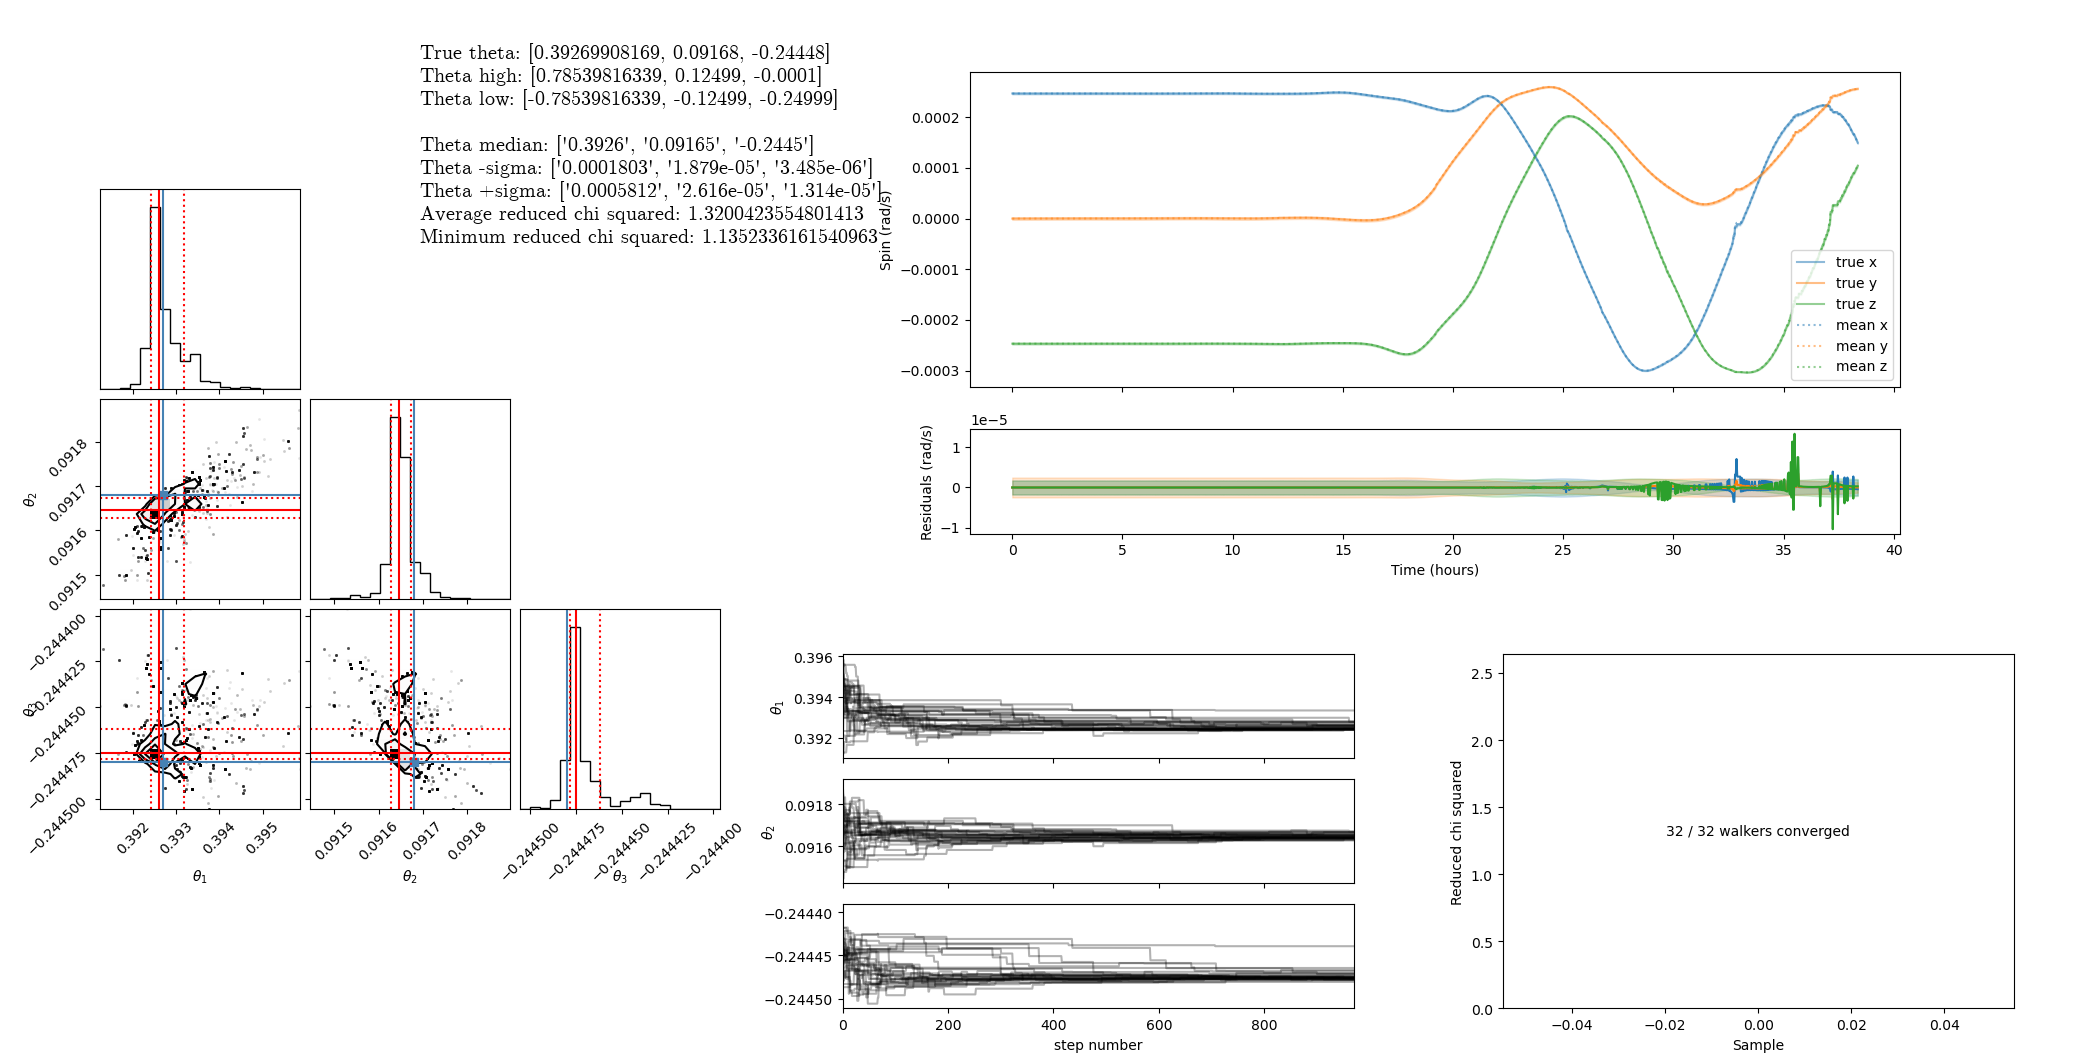 True theta: [0.39269908169, 0.09168, -0.24448]
Theta high: [0.78539816339, 0.12499, -0.0001]
Theta low: [-0.78539816339, -0.12499, -0.24999]
Theta median: ['0.3926', '0.09165', '-0.2445']
Theta -sigma: ['0.0001803', '1.879e-05', '3.485e-06']
Theta +sigma: ['0.0005812', '2.616e-05', '1.314e-05']
Average reduced chi squared: 1.3200423554801413
Minimum reduced chi squared: 1.1352336161540963
Spin (rad/s)
0.0002
0.0001
0.0000
−0.0001
−0.0002
−0.0003
true x
true y
true z
mean x
mean y
mean z
1e−5
Residuals (rad/s)
1
0
−1
0 5 10 15 20 25 30 35 40
Time (hours)
θ2
0.0918
0.0917
0.0916
0.0915
θ3
−0.244400
−0.244425
−0.244450
−0.244475
−0.244500
0.392 0.393 0.394 0.395
θ1
0.0915 0.0916 0.0917 0.0918
θ2
−0.244500 −0.244475 −0.244450 −0.244425 −0.244400
θ3
θ1
0.396
0.394
0.392
θ2
0.0918
0.0916
−0.24440
−0.24445
−0.24450
0 200 400 600 800
step number
Reduced chi squared
2.5
2.0
1.5
1.0
0.5
0.0
32 / 32 walkers converged
−0.04 −0.02 0.00 0.02 0.04
Sample